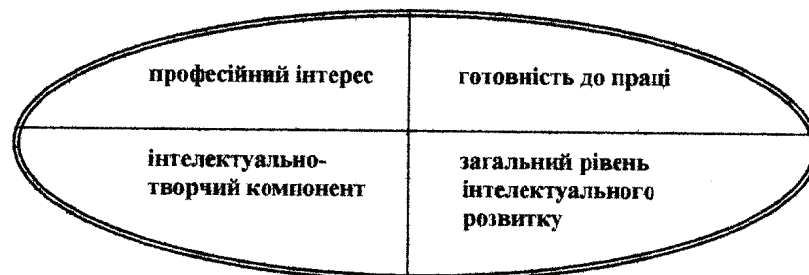 професійний інтерес
готовність до праці
інтелектуально-
творчий компонент
загальний рівень
інтелектуального
розвитку